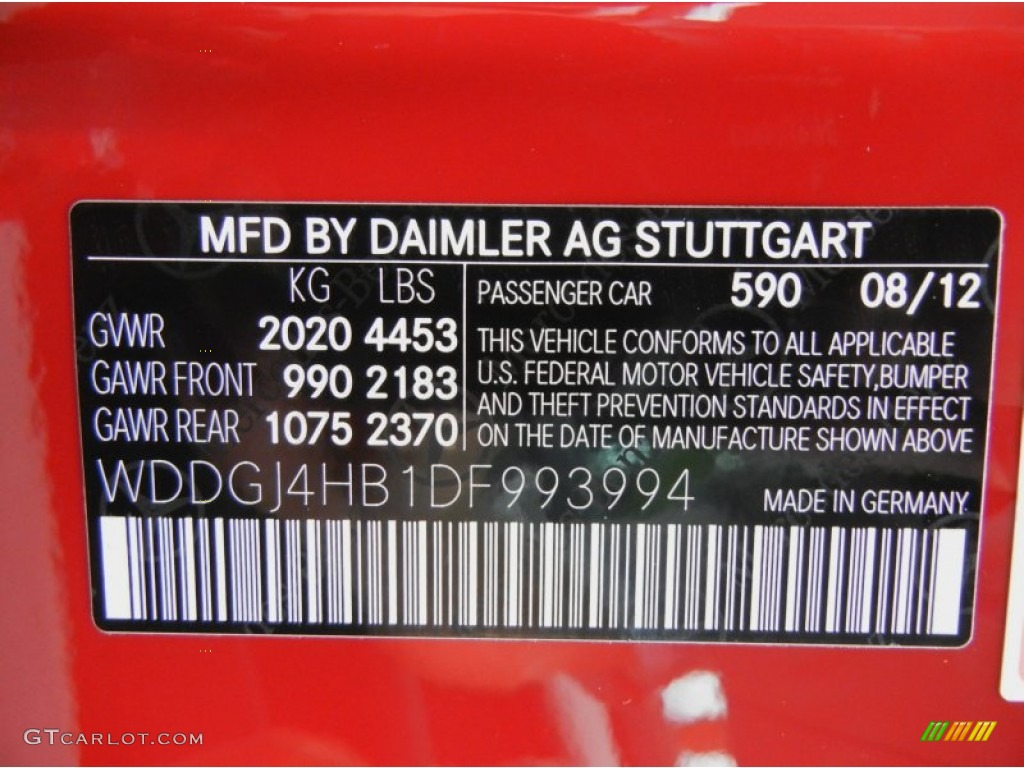 MFD BY DAIMLER AG STUTTGART
KG LBS
GVWR 2020 4453
GAWR FRONT 990 2183
GAWR REAR 1075 2370
PASSENGER CAR 590 08/12
THIS VEHICLE CONFORMS TO ALL APPLICABLE
U.S. FEDERAL MOTOR VEHICLE SAFETY,BUMPER
AND THEFT PREVENTION STANDARDS IN EFFECT
ON THE DATE OF MANUFACTURE SHOWN ABOVE
WDDGJ4HB1DF993994
MADE IN GERMANY
GTCARLOT.COM